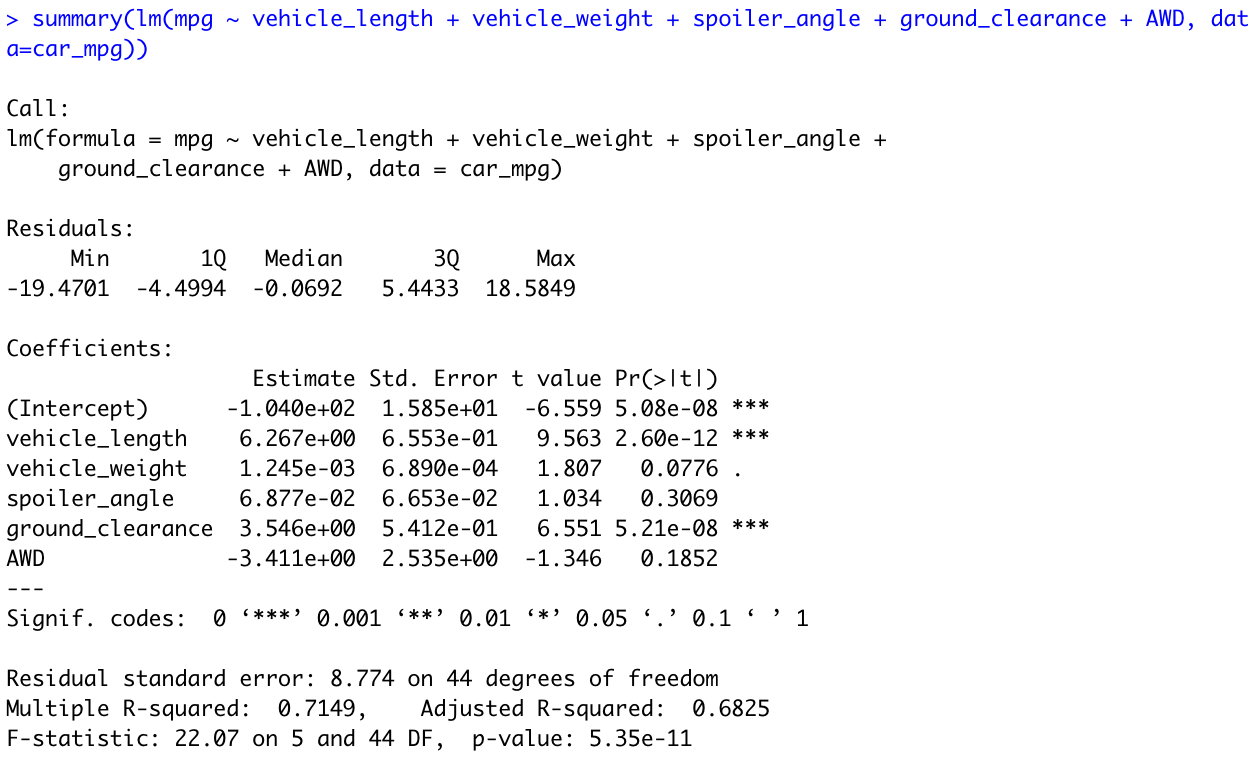 > summary(lm(mpg ~ vehicle_length + vehicle_weight + spoiler_angle + ground_clearance + AWD, dat
a=car_mpg))
Call:
lm(formula = mpg ~ vehicle_length + vehicle_weight + spoiler_angle +
    ground_clearance + AWD, data = car_mpg)
Residuals:
     Min       1Q   Median       3Q      Max
-19.4701  -4.4994  -0.0692   5.4433  18.5849
Coefficients:
                   Estimate Std. Error t value Pr(>|t|)
(Intercept)      -1.040e+02  1.585e+01  -6.559 5.08e-08 ***
vehicle_length    6.267e+00  6.553e-01   9.563 2.60e-12 ***
vehicle_weight    1.245e-03  6.890e-04   1.807   0.0776 .
spoiler_angle     6.877e-02  6.653e-02   1.034   0.3069
ground_clearance  3.546e+00  5.412e-01   6.551 5.21e-08 ***
AWD              -3.411e+00  2.535e+00  -1.346   0.1852
---
Signif. codes:  0 ‘***’ 0.001 ‘**’ 0.01 ‘*’ 0.05 ‘.’ 0.1 ‘ ’ 1
Residual standard error: 8.774 on 44 degrees of freedom
Multiple R-squared:  0.7149,    Adjusted R-squared:  0.6825
F-statistic: 22.07 on 5 and 44 DF,  p-value: 5.35e-11